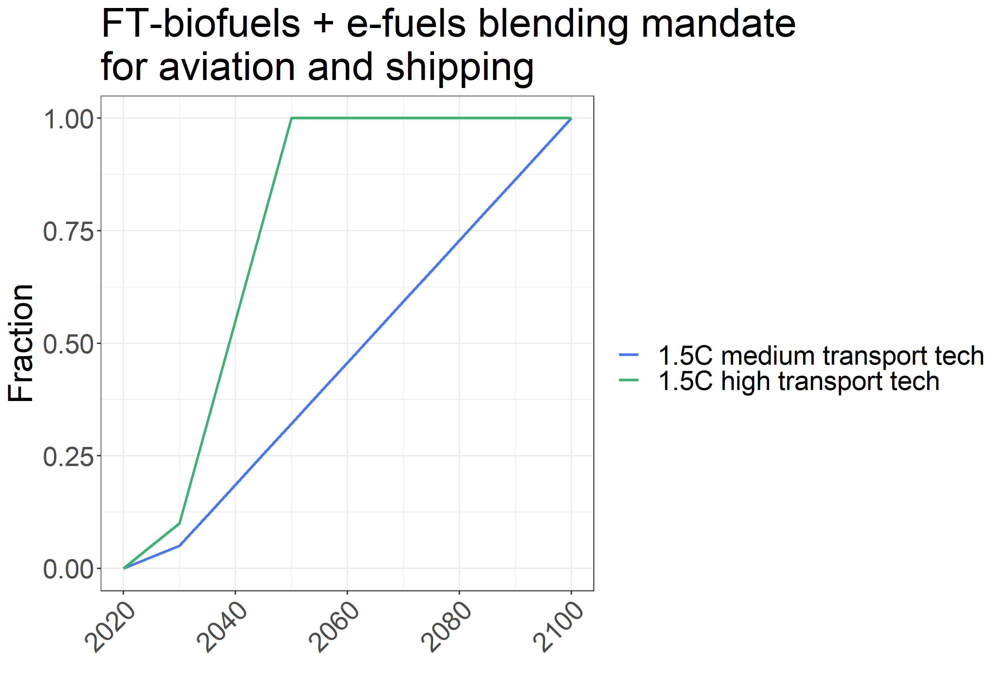 FT-biofuels + e-fuels blending mandate
for aviation and shipping
Fraction
1.00
0.75
0.50
0.25
0.00
2020
2040
2060
2080
2100
1.5C medium transport tech
1.5C high transport tech